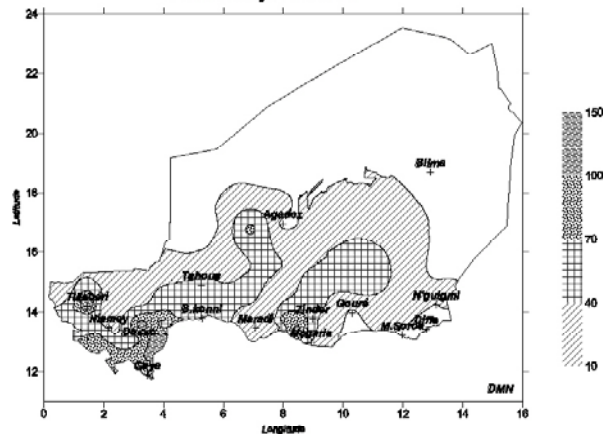 24
22
20
18
16
14
12
Latitude
Bilma
Agadez
Tahoua
Tillabéri
Niamey
B.konni
Maradi
Zinder
Gouré
N'guigmi
Magaria
M.Soroa
Diffa
Gaya
DMN
0 2 4 6 8 10 12 14 16
Longitude
150
100
70
40
10